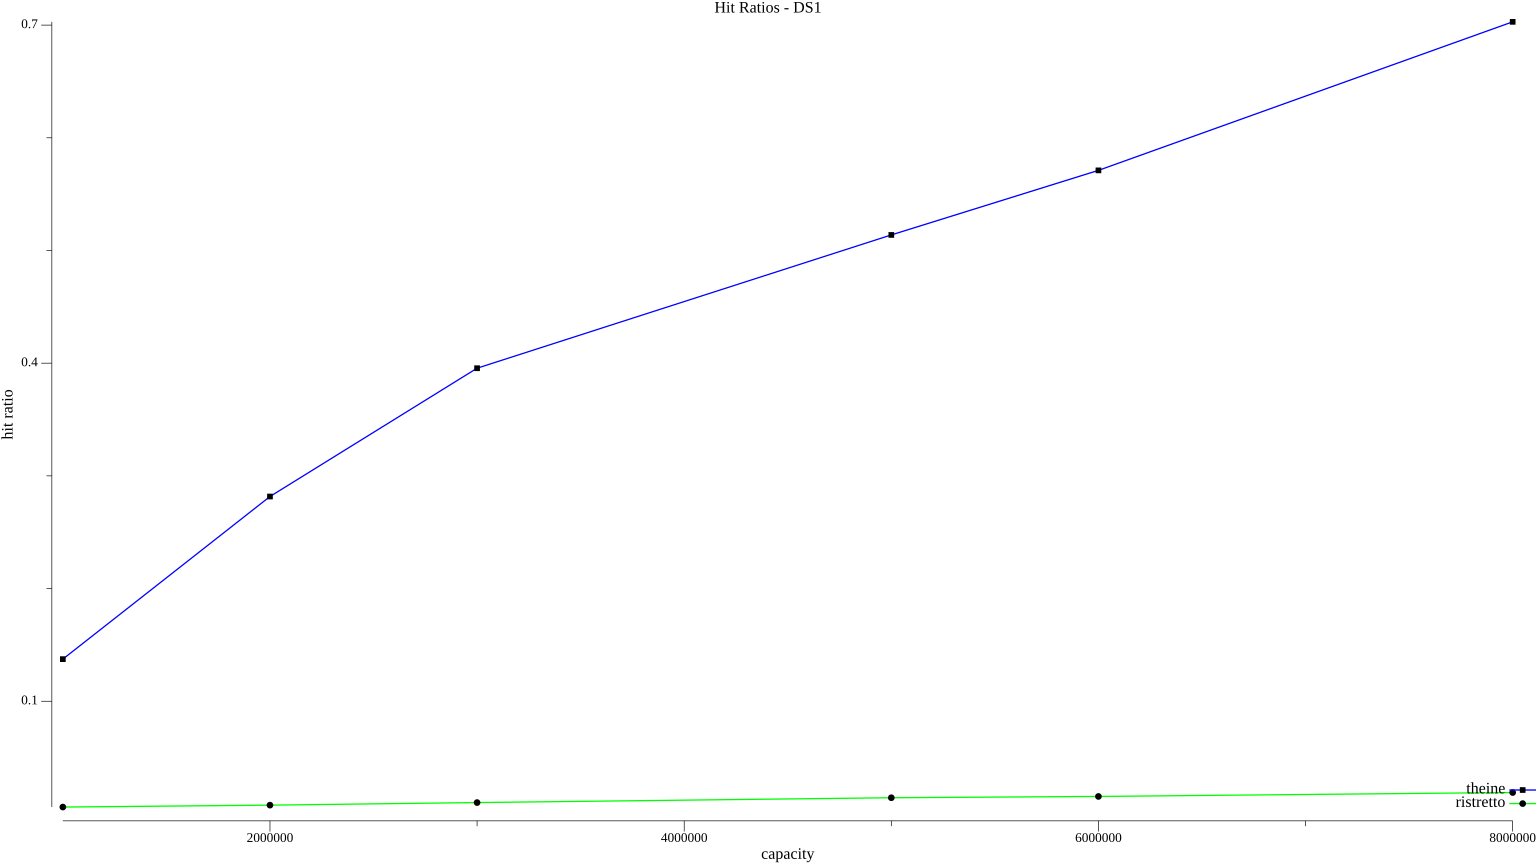 Hit Ratios - DS1
0.7
0.4
hit ratio
0.1
theine
ristretto
2000000
4000000
6000000
8000000
capacity